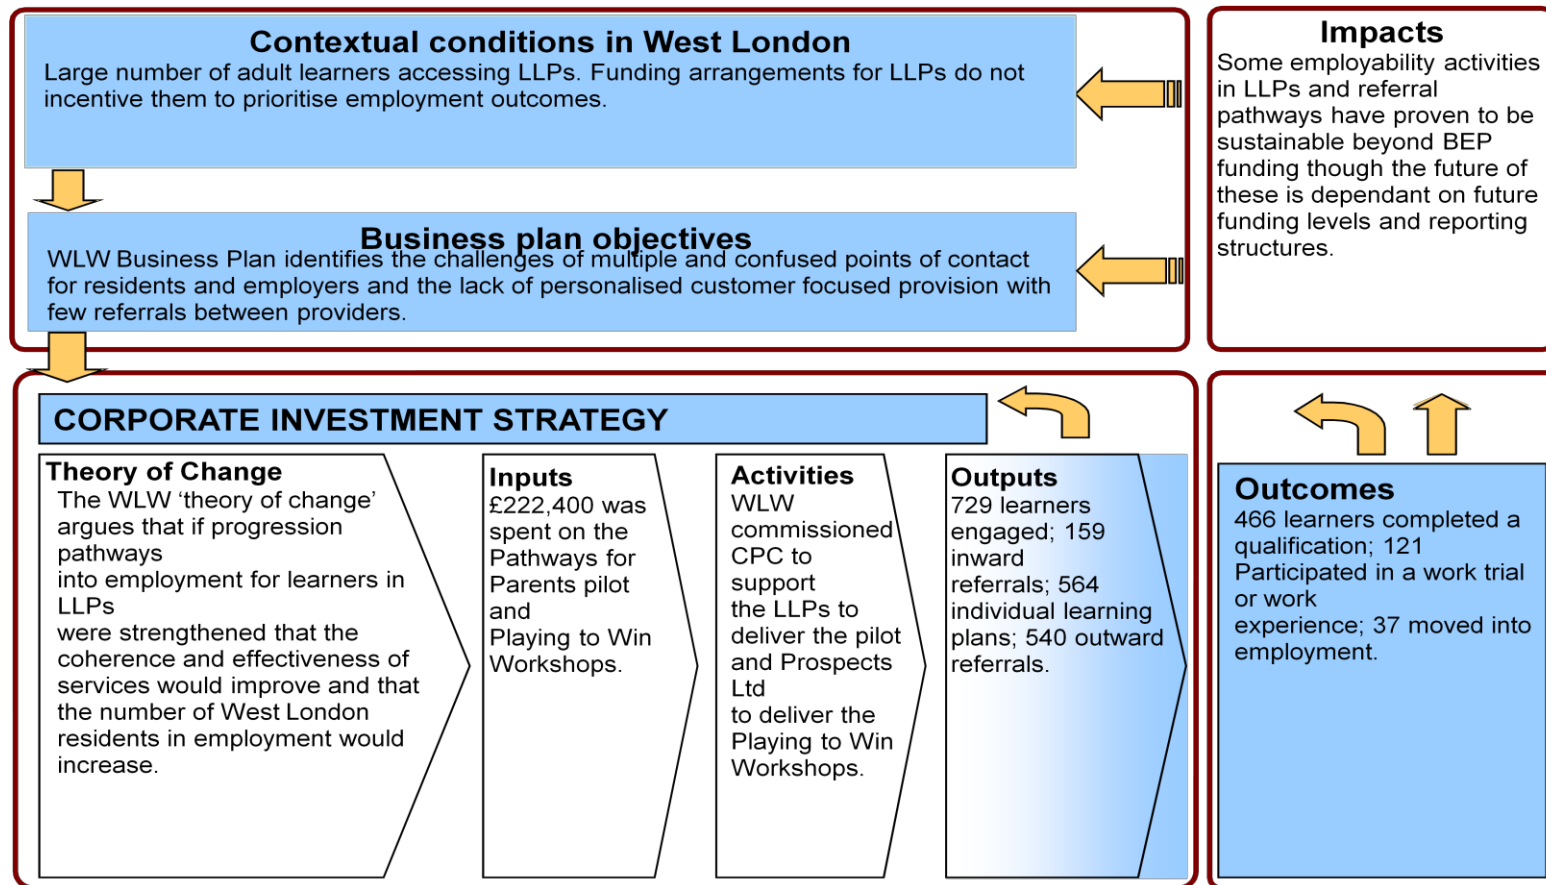 Contextual conditions in West London
Large number of adult learners accessing LLPs. Funding arrangements for LLPs do not
incentive them to prioritise employment outcomes.
Business plan objectives
WLW Business Plan identifies the challenges of multiple and confused points of contact
for residents and employers and the lack of personalised customer focused provision with
few referrals between providers.
Impacts
Some employability activities
in LLPs and referral
pathways have proven to be
sustainable beyond BEP
funding though the future of
these is dependant on future
funding levels and reporting
structures.
CORPORATE INVESTMENT STRATEGY
Theory of Change
The WLW ‘theory of change’
argues that if progression
pathways
into employment for learners in
LLPs
were strengthened that the
coherence and effectiveness of
services would improve and that
the number of West London
residents in employment would
increase.
Inputs
£222,400 was
spent on the
Pathways for
Parents pilot
and
Playing to Win
Workshops.
Activities
WLW
commissioned
CPC to
support
the LLPs to
deliver the pilot
and Prospects
Ltd
to deliver the
Playing to Win
Workshops.
Outputs
729 learners
engaged; 159
inward
referrals; 564
individual learning
plans; 540 outward
referrals.
Outcomes
466 learners completed a
qualification; 121
Participated in a work trial
or work
experience; 37 moved into
employment.